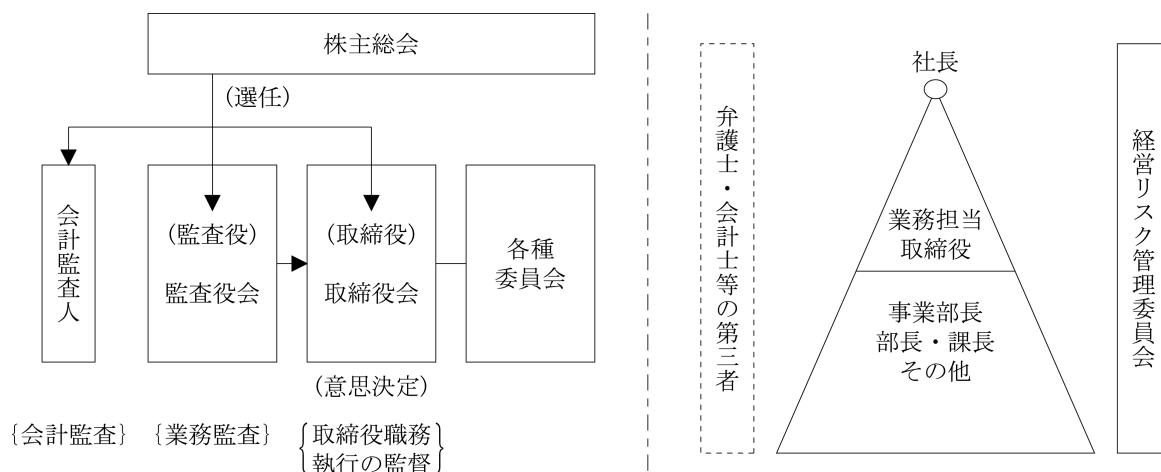 株主総会
(選任)
会計監査人
(監査役)
監査役会
(取締役)
取締役会
各種
委員会
(意思決定)
{会計監査}
{業務監査}
{取締役職務
執行の監督}
弁護士・会計士等の第三者
社長
業務担当
取締役
事業部長
部長・課長
その他
経営リスク管理委員会